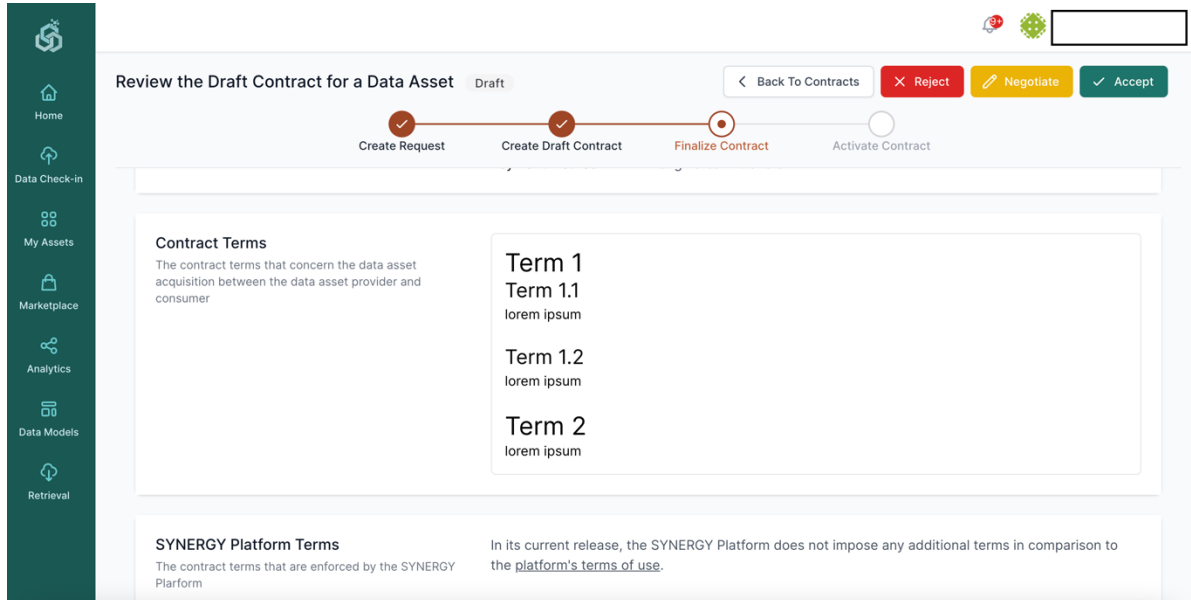 9+
Review the Draft Contract for a Data Asset Draft
Back To Contracts Reject Negotiate Accept
Create Request Create Draft Contract Finalize Contract Activate Contract
Home
Data Check-in
My Assets
Marketplace
Analytics
Data Models
Retrieval
Contract Terms
The contract terms that concern the data asset
acquisition between the data asset provider and
consumer
Term 1
Term 1.1
lorem ipsum
Term 1.2
lorem ipsum
Term 2
lorem ipsum
SYNERGY Platform Terms
The contract terms that are enforced by the SYNERGY
Plarform
In its current release, the SYNERGY Platform does not impose any additional terms in comparison to
the platform's terms of use.